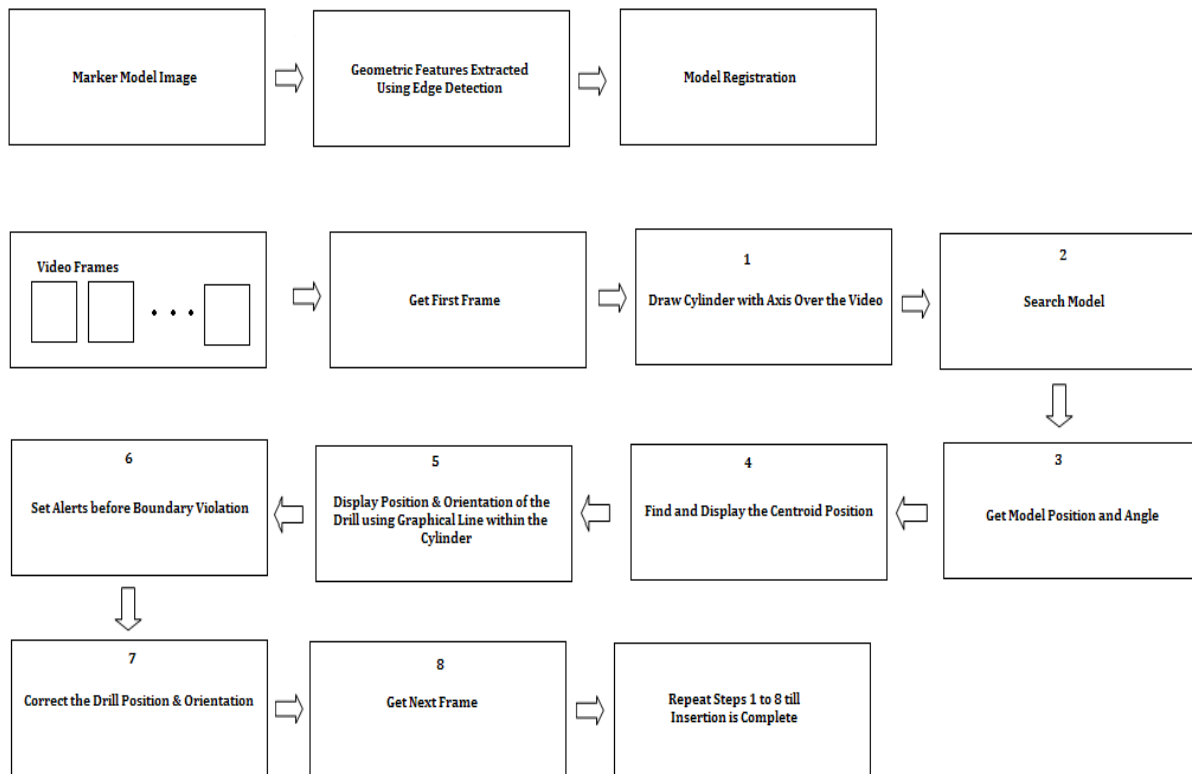 Marker Model Image
Geometric Features Extracted
Using Edge Detection
Model Registration
Video Frames
Get First Frame
1
Draw Cylinder with Axis Over the Video
2
Search Model
3
Get Model Position and Angle
4
Find and Display the Centroid Position
5
Display Position & Orientation of the
Drill using Graphical Line within the
Cylinder
6
Set Alerts before Boundary Violation
7
Correct the Drill Position & Orientation
8
Get Next Frame
Repeat Steps 1 to 8 till
Insertion is Complete